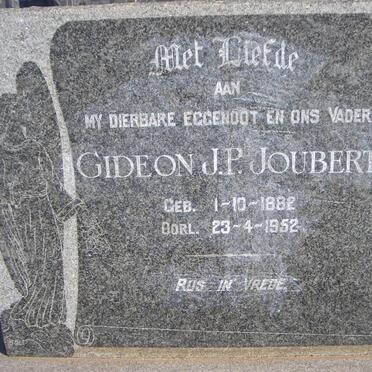 Met Liefde
AAN
MY DIERBARE EGGENOOT EN ONS VADER
GIDEON J.P. JOUBERT
GEB. 1-10-1882
OORL. 23-4-1952
RUS IN VREDE.